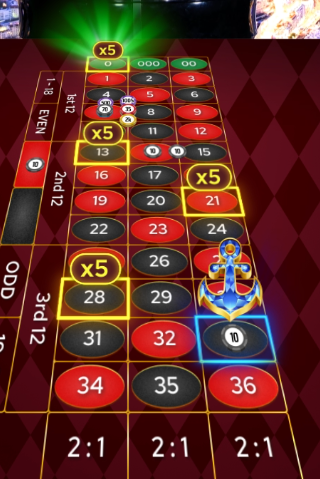 x5
0 000 00
1 2 3
4 5 6
70 35 8 9
x5 11 12
13 10 10 15
16 17 x5
19 20 21
22 23 24
x5 26
28 29
31 32 10
34 35 36
2:1 2:1 2:1
1st 12
2nd 12
3rd 12
1-18
EVEN
10
ODD